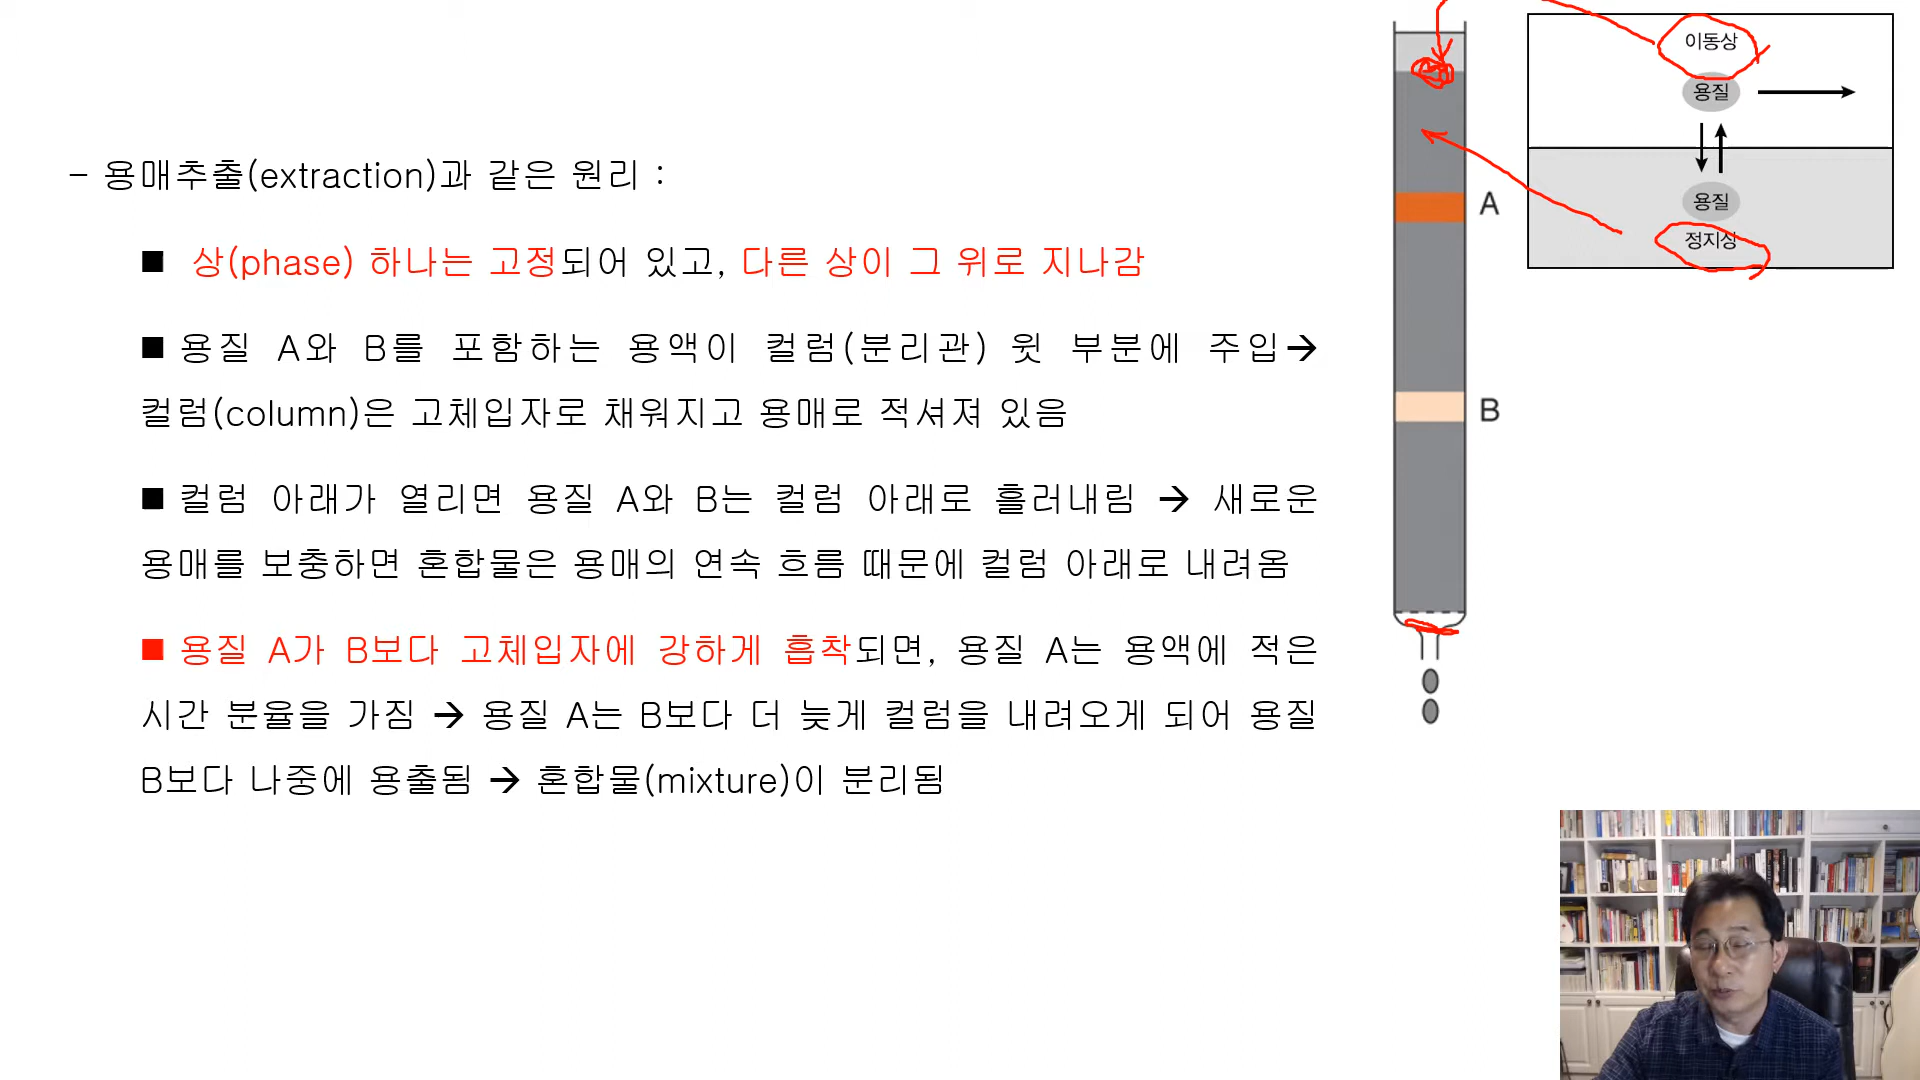 - 용매추출(extraction)과 같은 원리 :
■ 상(phase) 하나는 고정되어 있고, 다른 상이 그 위로 지나감
■ 용질 A와 B를 포함하는 용액이 컬럼(분리관) 윗 부분에 주입→
컬럼(column)은 고체입자로 채워지고 용매로 적셔져 있음
■ 컬럼 아래가 열리면 용질 A와 B는 컬럼 아래로 흘러내림 → 새로운
용매를 보충하면 혼합물은 용매의 연속 흐름 때문에 컬럼 아래로 내려옴
■ 용질 A가 B보다 고체입자에 강하게 흡착되면, 용질 A는 용액에 적은
시간 분율을 가짐 → 용질 A는 B보다 더 늦게 컬럼을 내려오게 되어 용질
B보다 나중에 용출됨 → 혼합물(mixture)이 분리됨
A
B
이동상
용질
용질
정지상